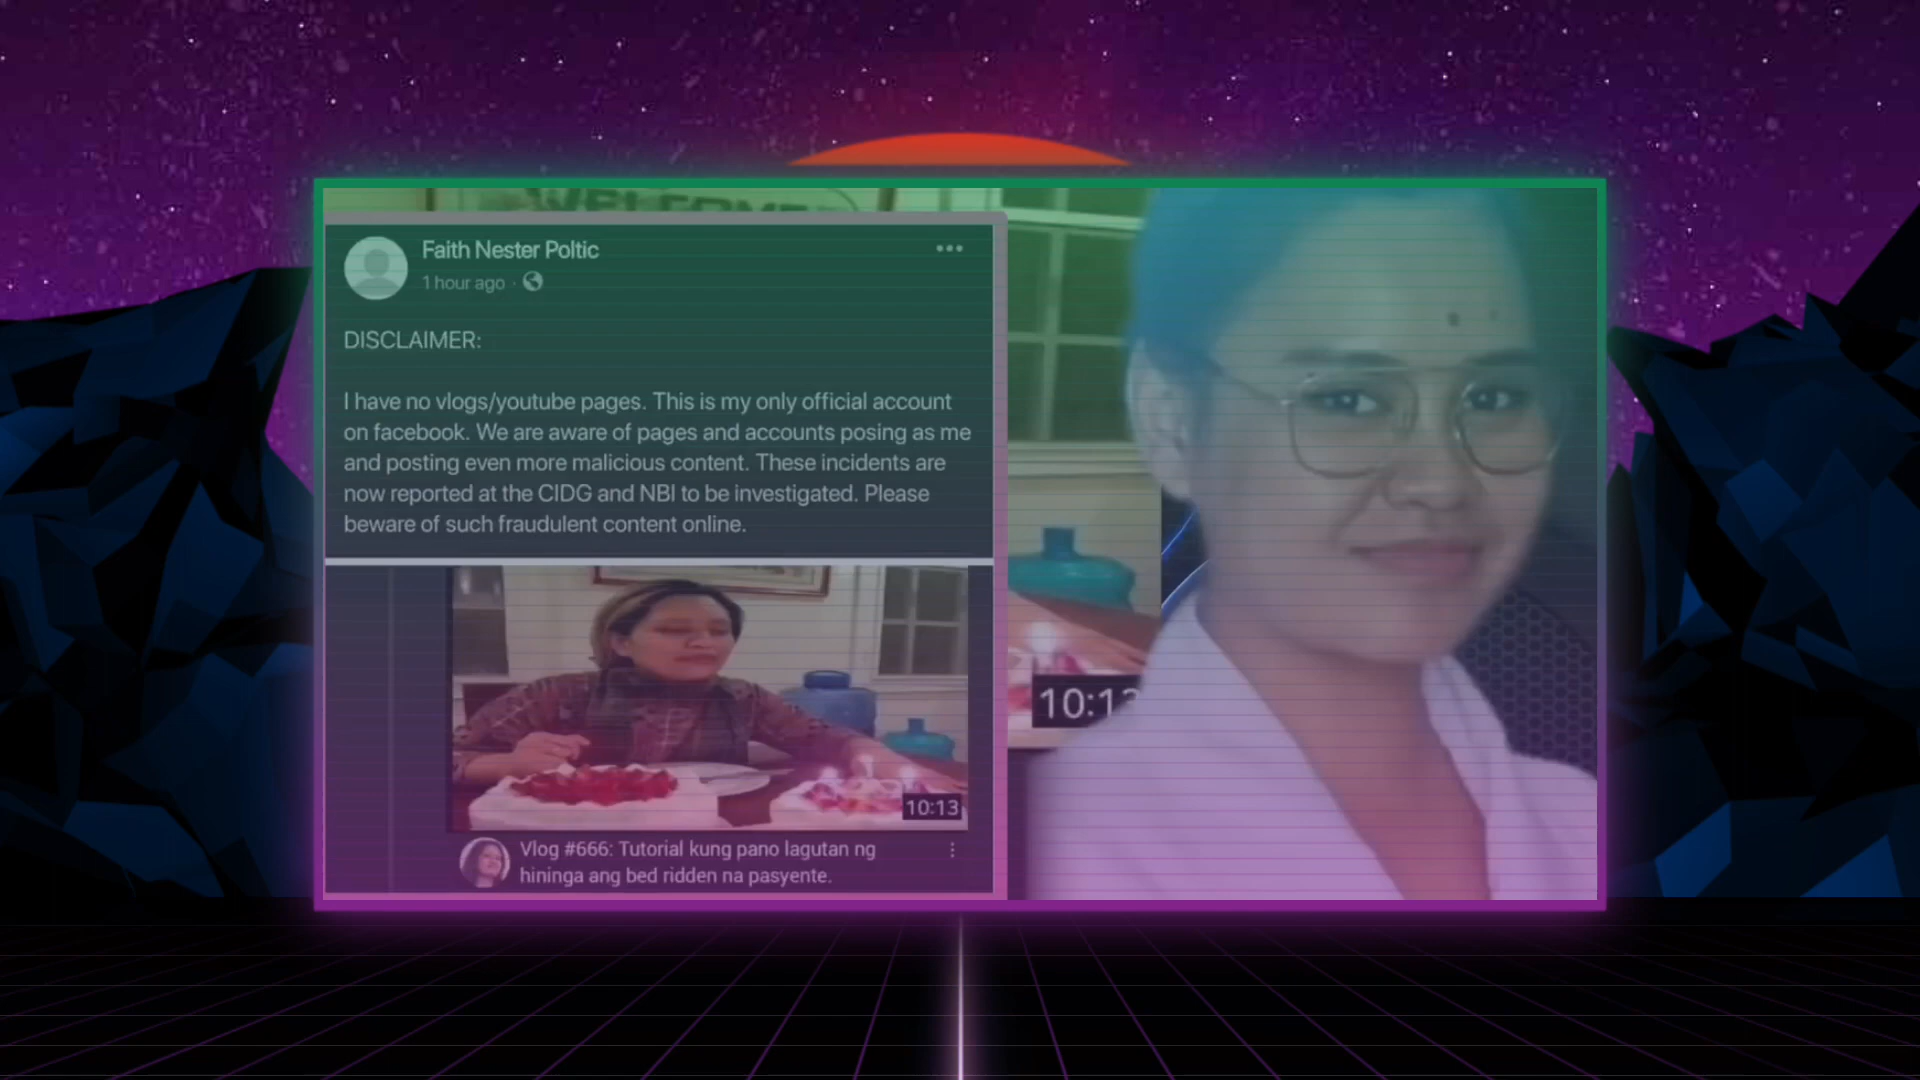 WELCOME
Faith Nester Poltic
1 hour ago ·
DISCLAIMER:
I have no vlogs/youtube pages. This is my only official account
on facebook. We are aware of pages and accounts posing as me
and posting even more malicious content. These incidents are
now reported at the CIDG and NBI to be investigated. Please
beware of such fraudulent content online.
10:13
10:13
Vlog #666: Tutorial kung pano lagutan ng
hininga ang bed ridden na pasyente.